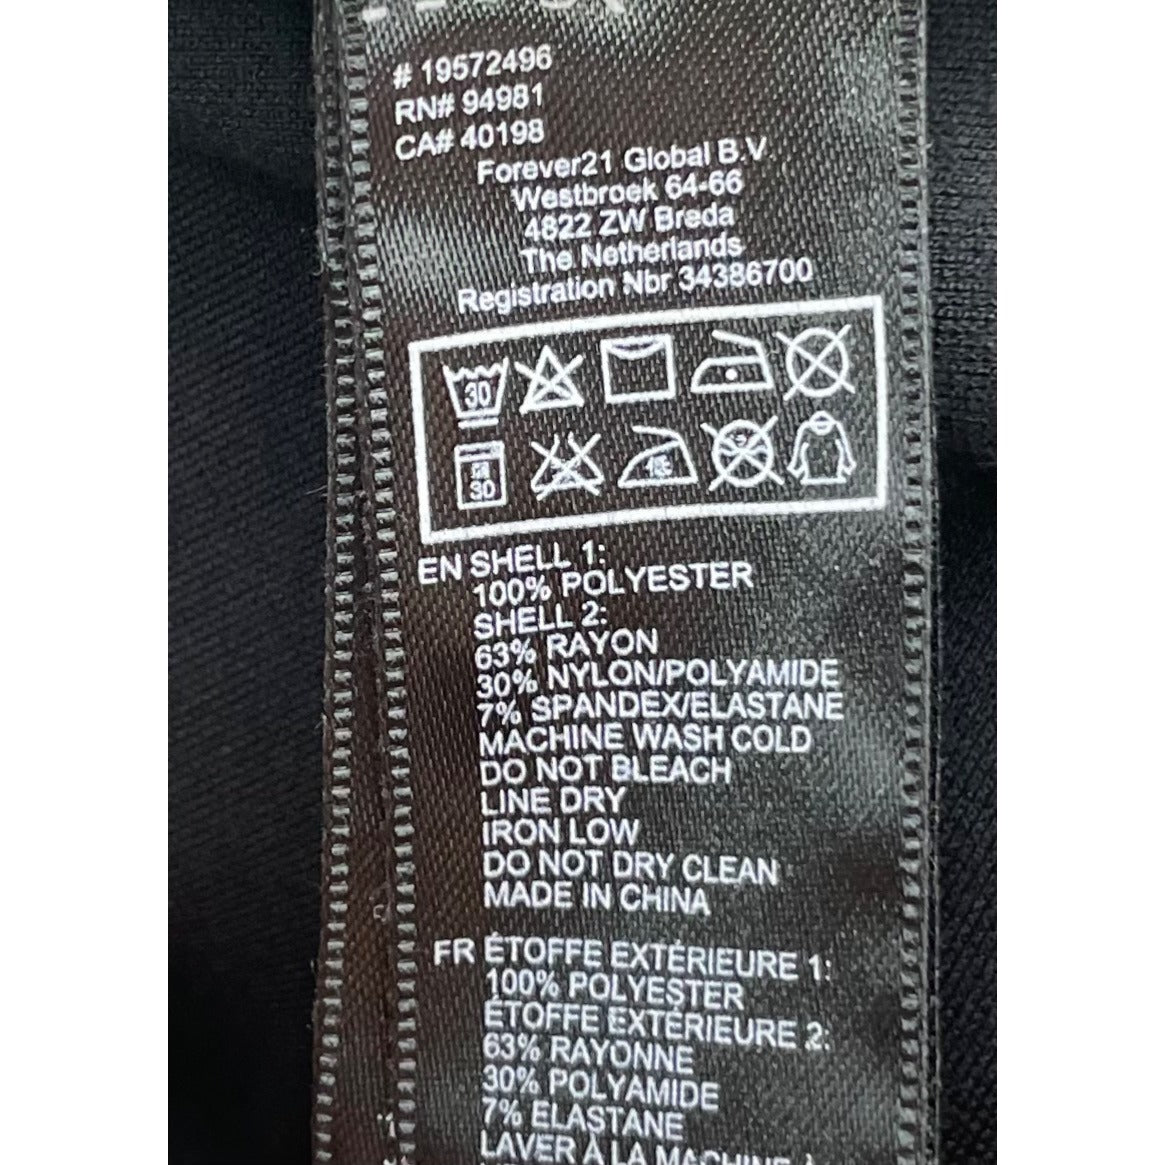 # 19572496
RN# 94981
CA# 40198
Forever21 Global B.V
Westbroek 64-66
4822 ZW Breda
The Netherlands
Registration Nbr 34386700
30
30
EN SHELL 1:
100% POLYESTER
SHELL 2:
63% RAYON
30% NYLON/POLYAMIDE
7% SPANDEX/ELASTANE
MACHINE WASH COLD
DO NOT BLEACH
LINE DRY
IRON LOW
DO NOT DRY CLEAN
MADE IN CHINA
FR ÉTOFFE EXTÉRIEURE 1:
100% POLYESTER
ÉTOFFE EXTÉRIEURE 2:
63% RAYONNE
30% POLYAMIDE
7% ELASTANE
LAVER À LA MACHINE À